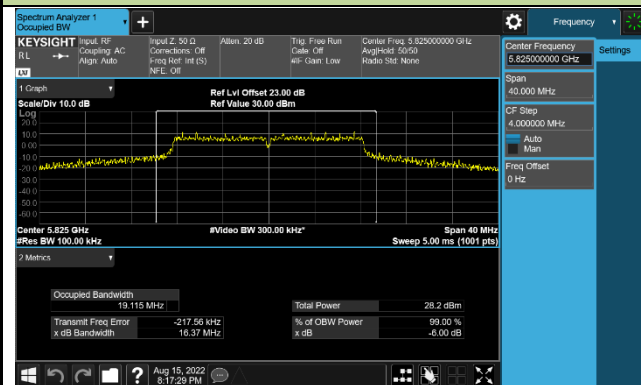 Spectrum Analyzer 1
Occupied BW
Frequency
KEYSIGHT
RL
Input: RF
Coupling: AC
Align: Auto
Input Z: 50 Ω
Corrections: Off
Freq Ref: Int (S)
NFE: Off
Atten: 20 dB
Trig: Free Run
Gate: Off
#IF Gain: Low
Center Freq: 5.825000000 GHz
Avg|Hold: 50/50
Radio Std: None
Center Frequency
5.825000000 GHz
Settings
Span
40.000 MHz
CF Step
4.000000 MHz
Auto
Man
Freq Offset
0 Hz
1 Graph
Scale/Div 10.0 dB
Ref Lvl Offset 23.00 dB
Ref Value 30.00 dBm
Log
20.0
10.0
0.00
-10.0
-20.0
-30.0
-40.0
-50.0
-60.0
Center 5.825 GHz
#Video BW 300.00 kHz*
Span 40 MHz
#Res BW 100.00 kHz
Sweep 5.00 ms (1001 pts)
2 Metrics
Occupied Bandwidth
19.115 MHz
Total Power 28.2 dBm
Transmit Freq Error -217.56 kHz
% of OBW Power 99.00 %
x dB Bandwidth 16.37 MHz
x dB -6.00 dB
?
Aug 15, 2022
8:17:29 PM